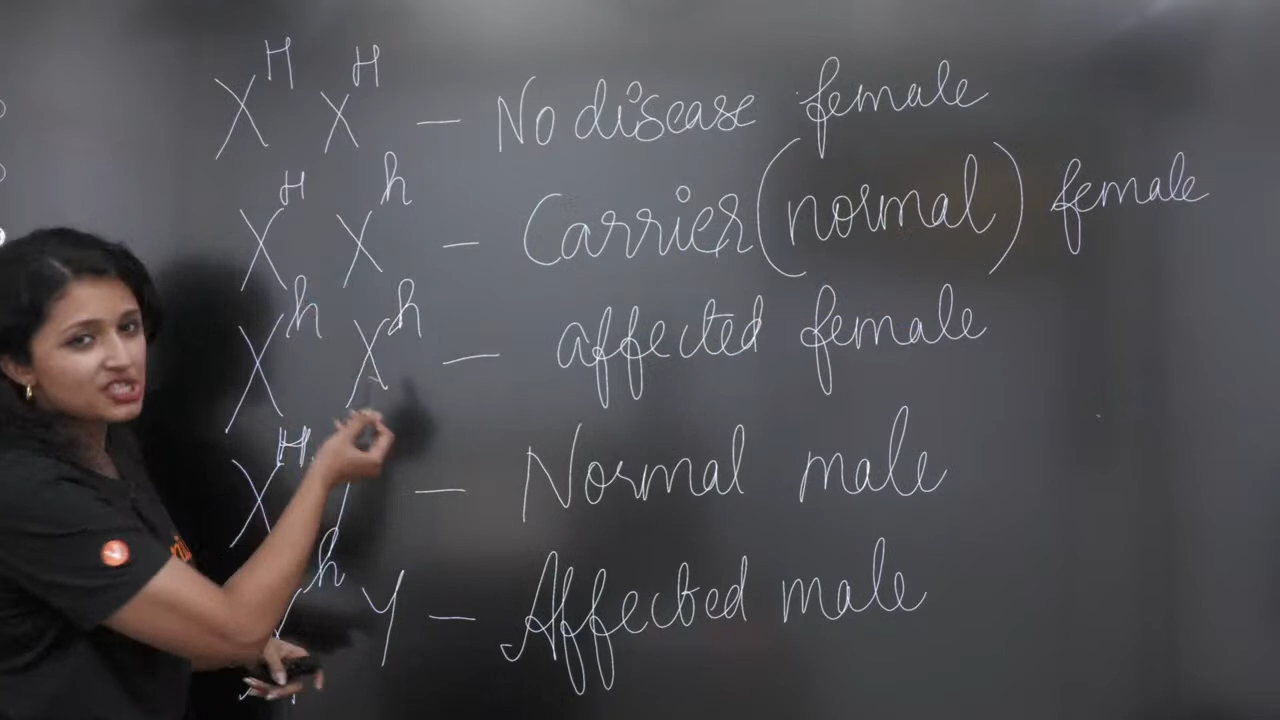 X^H X^H — No disease female
X^H X^h — Carrier (normal) female
X^h X^h — affected female
X^H Y — Normal male
X^h Y — Affected male